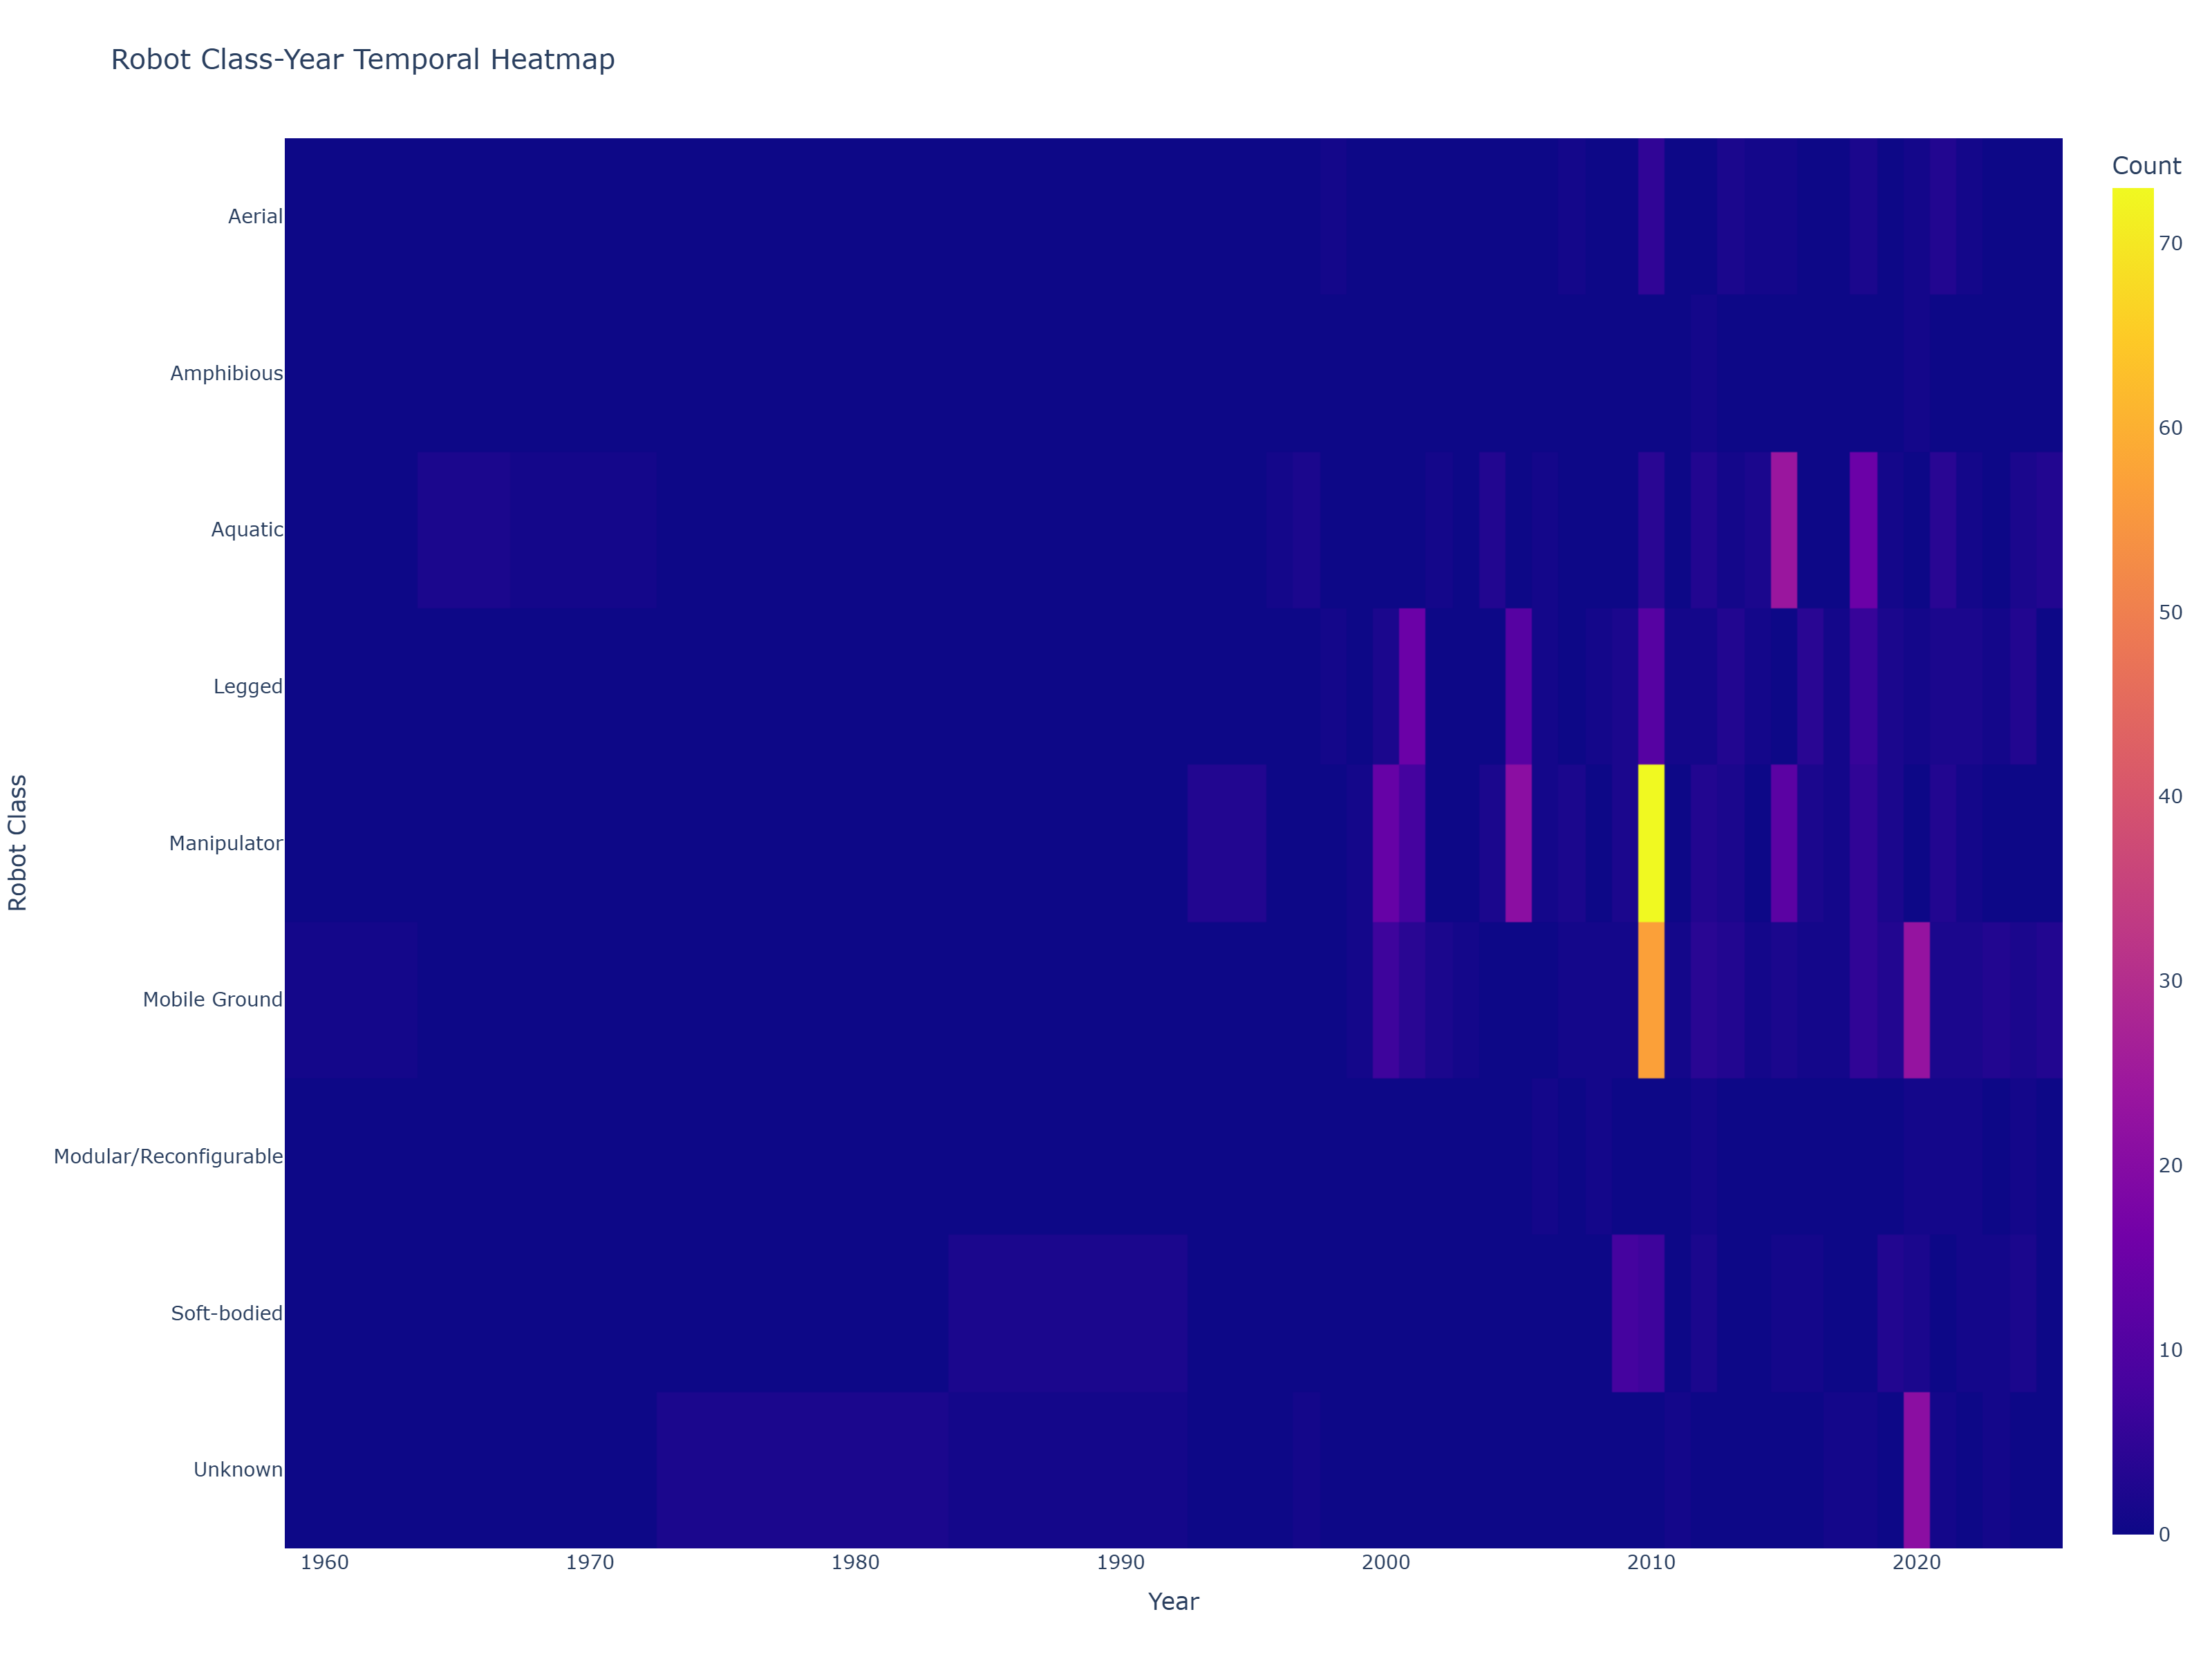 Robot Class-Year Temporal Heatmap
Count
70
60
50
40
30
20
10
0
Robot Class
Aerial
Amphibious
Aquatic
Legged
Manipulator
Mobile Ground
Modular/Reconfigurable
Soft-bodied
Unknown
1960 1970 1980 1990 2000 2010 2020
Year